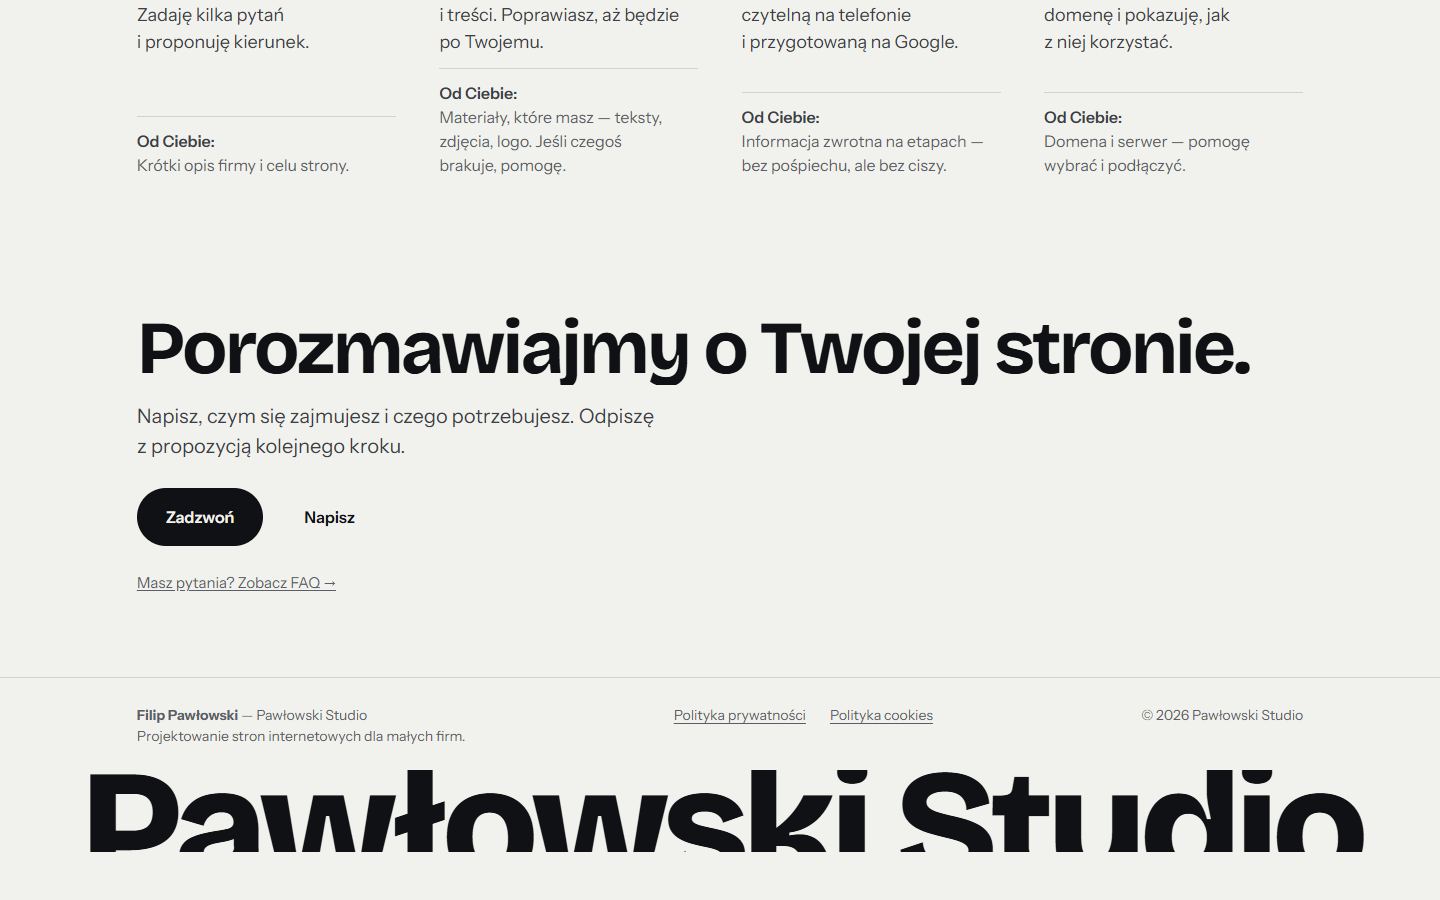 Zadaję kilka pytań
i proponuję kierunek.
Od Ciebie:
Krótki opis firmy i celu strony.
i treści. Poprawiasz, aż będzie
po Twojemu.
Od Ciebie:
Materiały, które masz — teksty,
zdjęcia, logo. Jeśli czegoś
brakuje, pomogę.
czytelną na telefonie
i przygotowaną na Google.
Od Ciebie:
Informacja zwrotna na etapach —
bez pośpiechu, ale bez ciszy.
domenę i pokazuję, jak
z niej korzystać.
Od Ciebie:
Domena i serwer — pomogę
wybrać i podłączyć.
Porozmawiajmy o Twojej stronie.
Napisz, czym się zajmujesz i czego potrzebujesz. Odpiszę
z propozycją kolejnego kroku.
Zadzwoń
Napisz
Masz pytania? Zobacz FAQ →
Filip Pawłowski — Pawłowski Studio
Projektowanie stron internetowych dla małych firm.
Polityka prywatności
Polityka cookies
© 2026 Pawłowski Studio
Pawłowski Studio